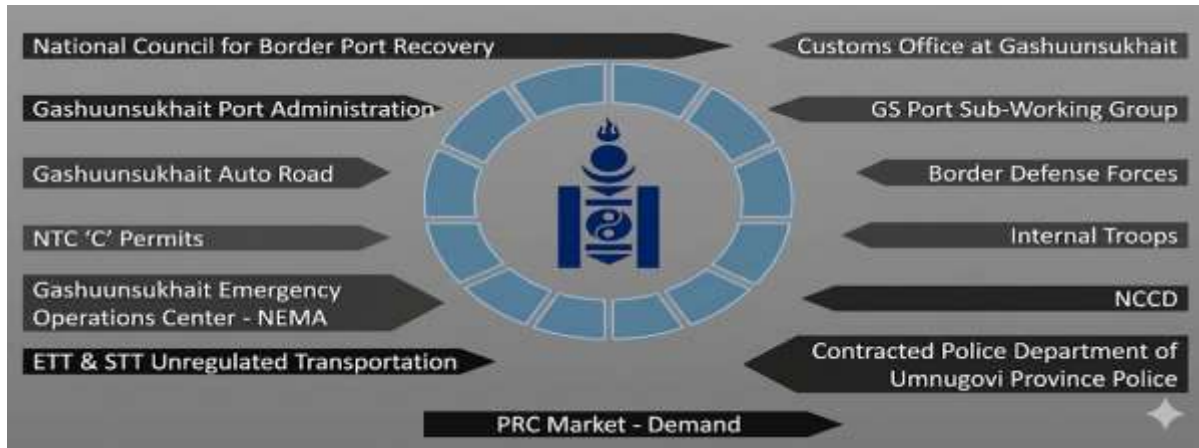 National Council for Border Port Recovery
Customs Office at Gashuunsukhait
Gashuunsukhait Port Administration
GS Port Sub-Working Group
Gashuunsukhait Auto Road
Border Defense Forces
NTC ‘C’ Permits
Internal Troops
Gashuunsukhait Emergency
Operations Center - NEMA
NCCD
ETT & STT Unregulated Transportation
Contracted Police Department of
Umnugovi Province Police
PRC Market - Demand